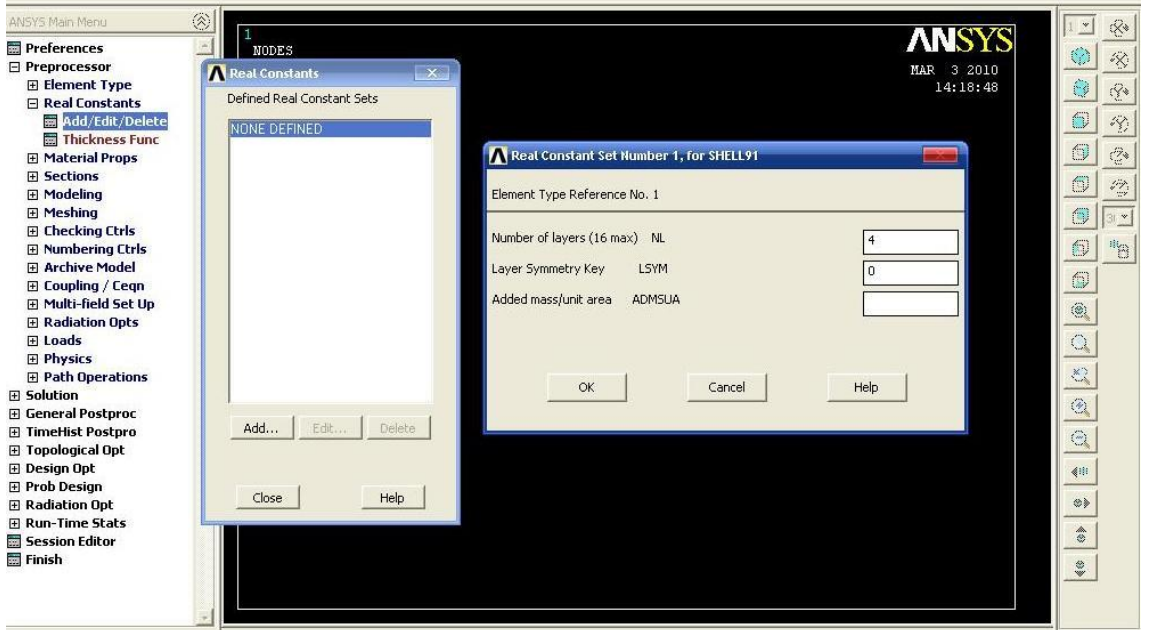 ANSYS Main Menu
Preferences
Preprocessor
Element Type
Real Constants
Add/Edit/Delete
Thickness Func
Material Props
Sections
Modeling
Meshing
Checking Ctrls
Numbering Ctrls
Archive Model
Coupling / Ceqn
Multi-field Set Up
Radiation Opts
Loads
Physics
Path Operations
Solution
General Postproc
TimeHist Postpro
Topological Opt
Design Opt
Prob Design
Radiation Opt
Run-Time Stats
Session Editor
Finish
1
NODES
ANSYS
MAR 3 2010
14:18:48
Real Constants
Defined Real Constant Sets
NONE DEFINED
Add...
Edit...
Delete
Close
Help
Real Constant Set Number 1, for SHELL91
Element Type Reference No. 1
Number of layers (16 max) NL
4
Layer Symmetry Key LSYM
0
Added mass/unit area ADMSUA
OK
Cancel
Help
1